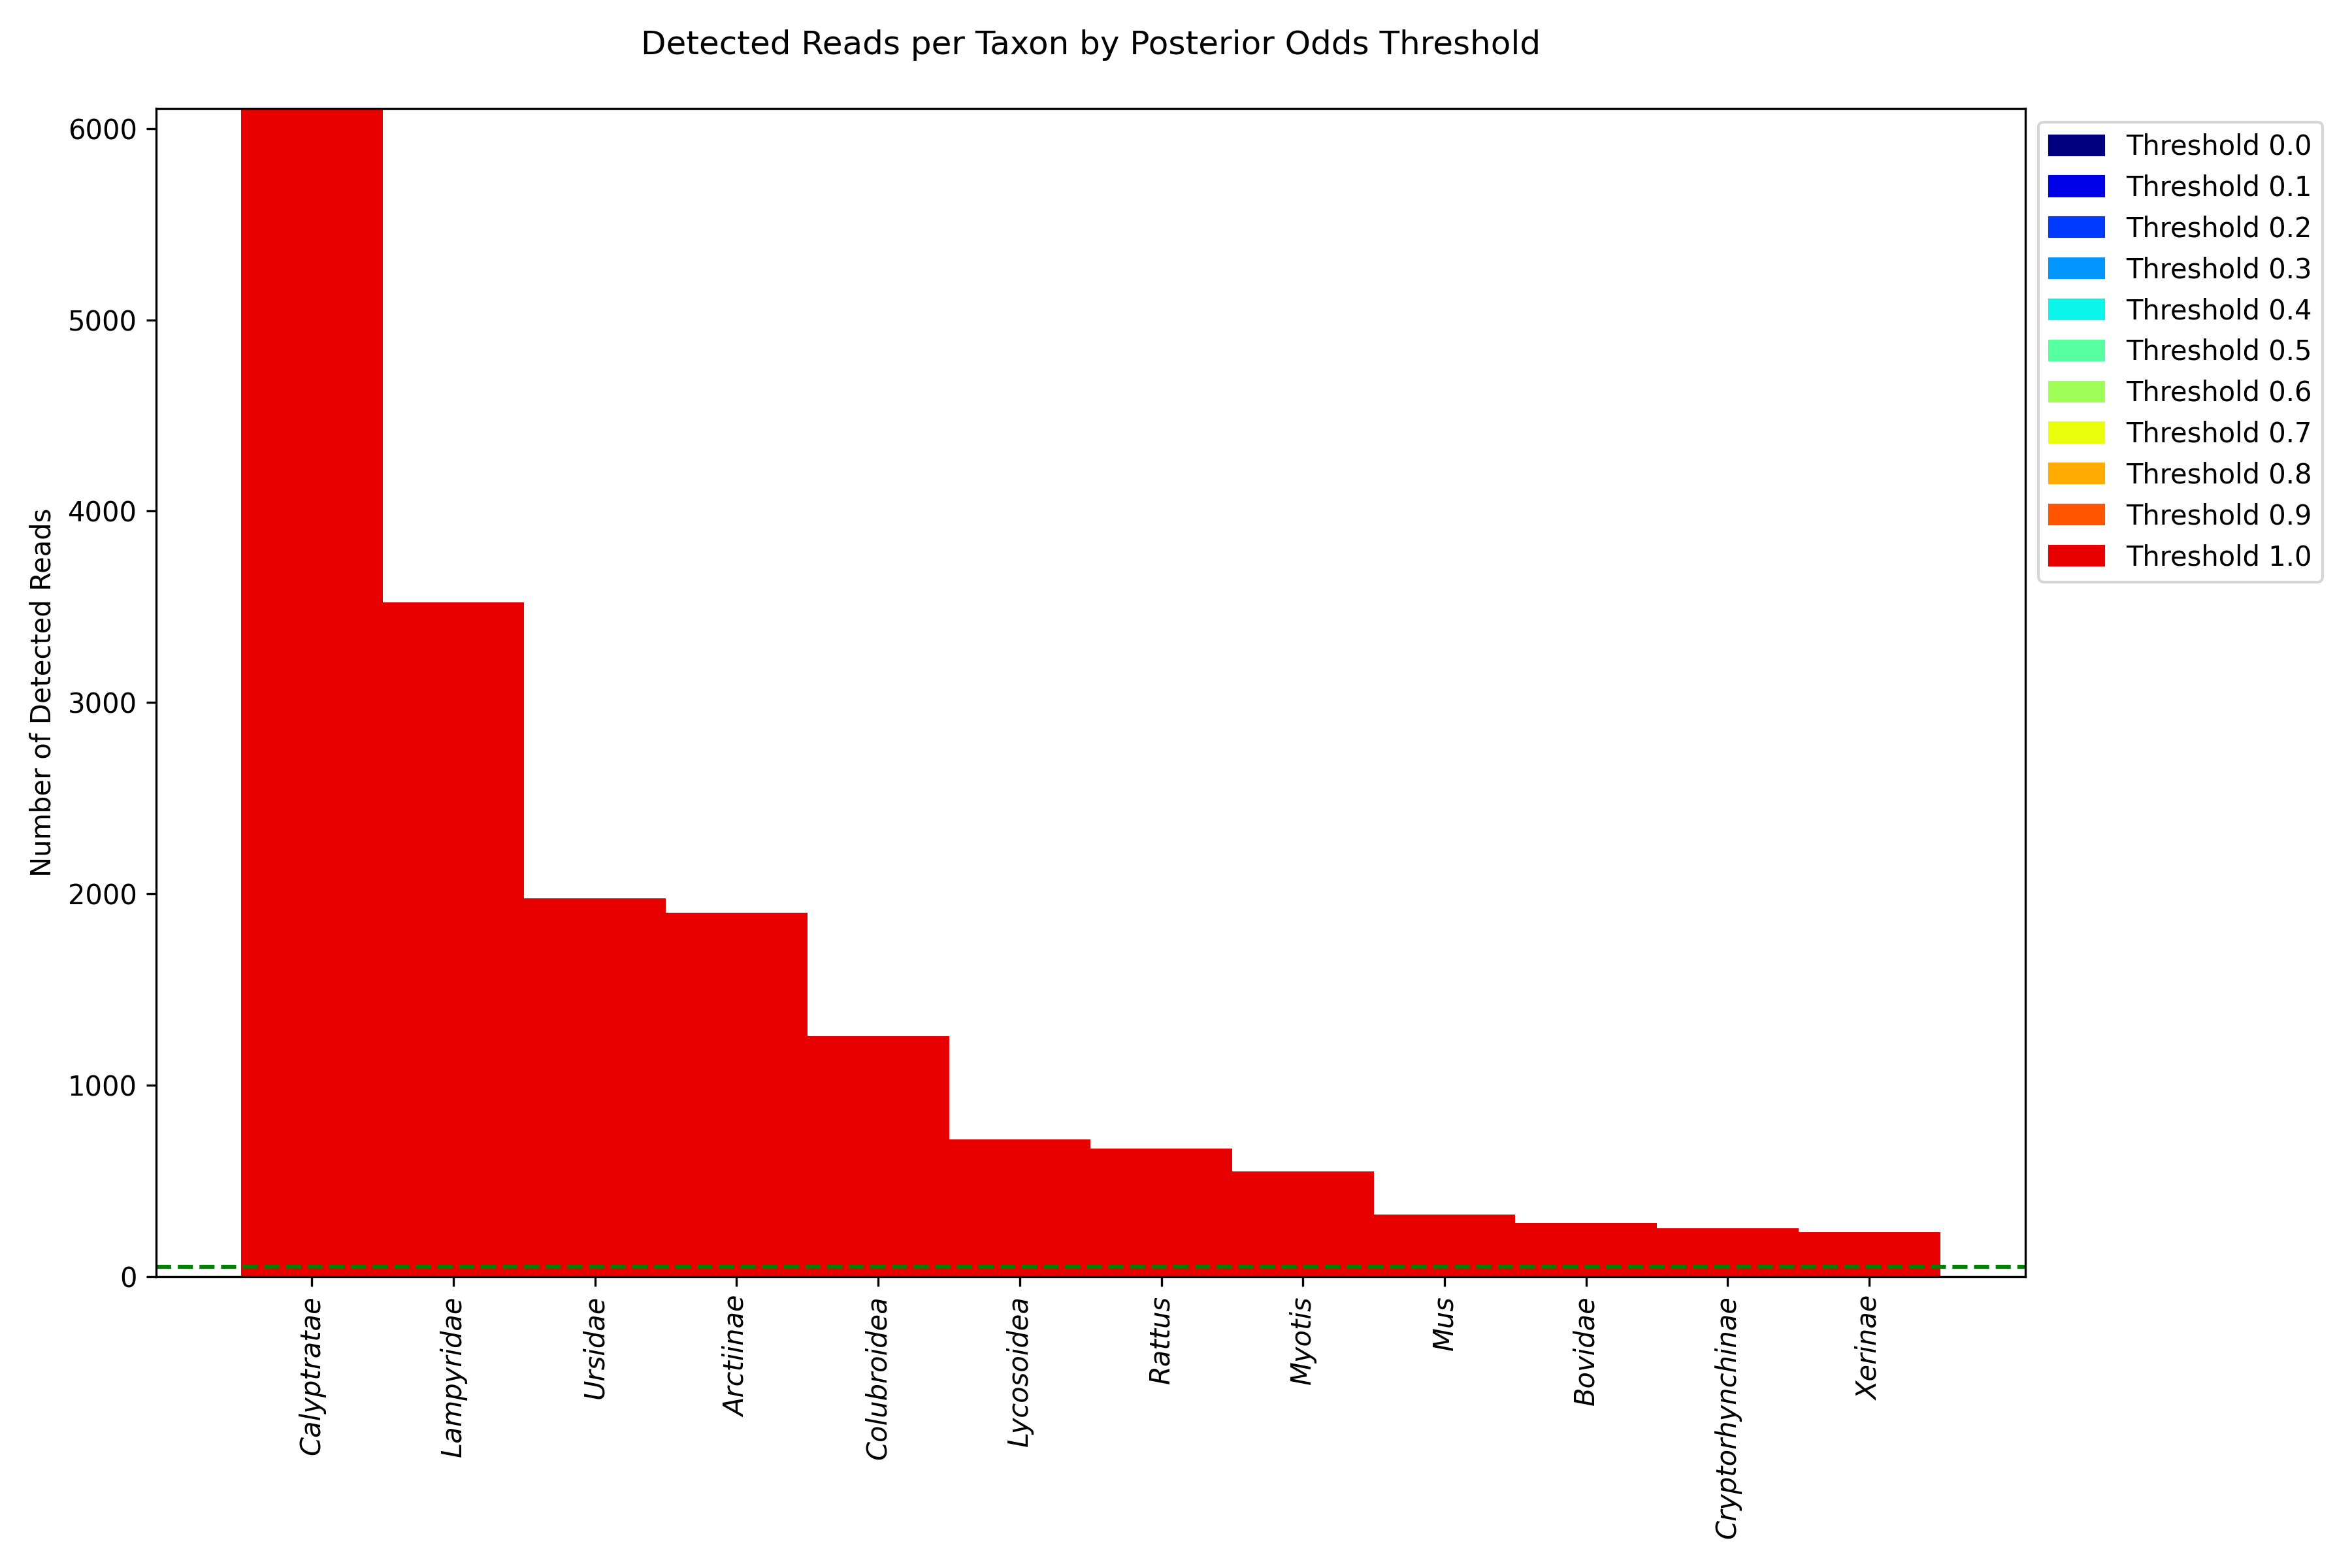 Detected Reads per Taxon by Posterior Odds Threshold
Number of Detected Reads
6000
5000
4000
3000
2000
1000
0
Calyptratae
Lampyridae
Ursidae
Arctiinae
Colubroidea
Lycosoidea
Rattus
Myotis
Mus
Bovidae
Cryptorhynchinae
Xerinae
Threshold 0.0
Threshold 0.1
Threshold 0.2
Threshold 0.3
Threshold 0.4
Threshold 0.5
Threshold 0.6
Threshold 0.7
Threshold 0.8
Threshold 0.9
Threshold 1.0